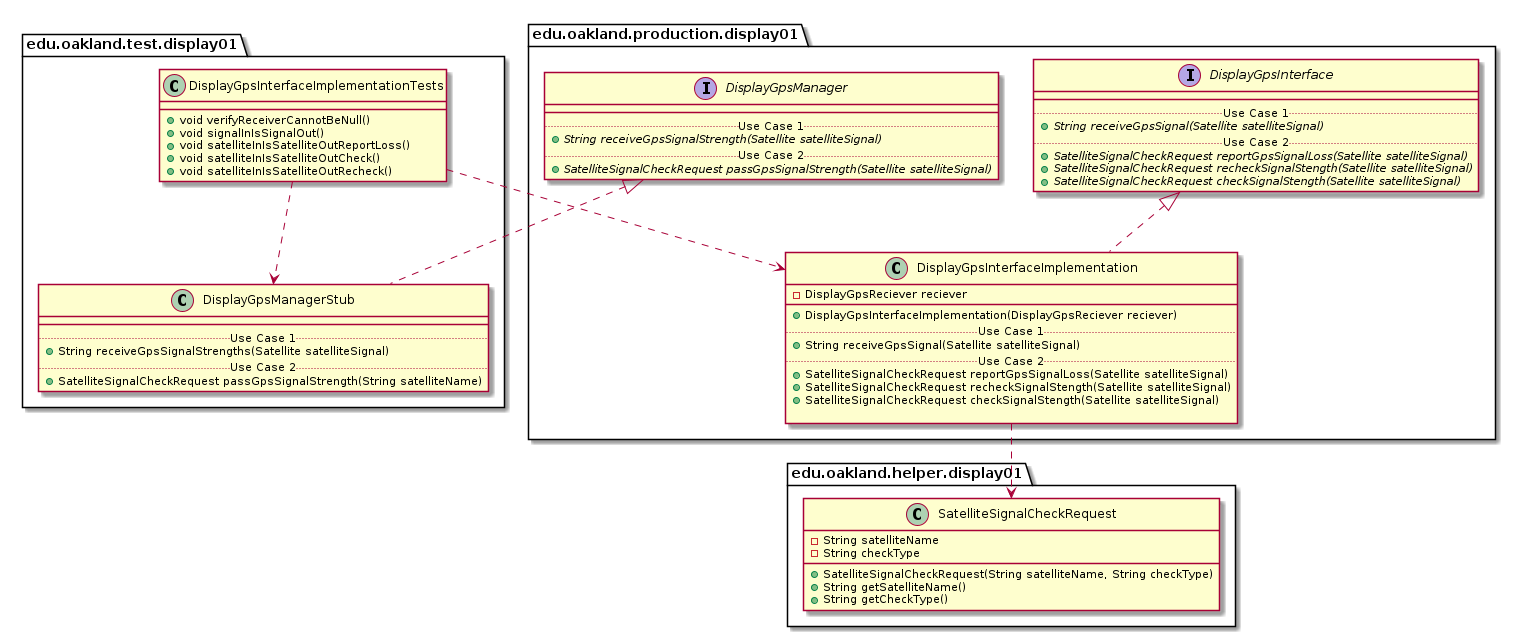 edu.oakland.test.display01
C DisplayGpsInterfaceImplementationTests
void verifyReceiverCannotBeNull()
void signalInIsSignalOut()
void satelliteInIsSatelliteOutReportLoss()
void satelliteInIsSatelliteOutCheck()
void satelliteInIsSatelliteOutRecheck()
C DisplayGpsManagerStub
Use Case 1
String receiveGpsSignalStrengths(Satellite satelliteSignal)
Use Case 2
SatelliteSignalCheckRequest passGpsSignalStrength(String satelliteName)
edu.oakland.production.display01
I DisplayGpsManager
Use Case 1
String receiveGpsSignalStrength(Satellite satelliteSignal)
Use Case 2
SatelliteSignalCheckRequest passGpsSignalStrength(Satellite satelliteSignal)
I DisplayGpsInterface
Use Case 1
String receiveGpsSignal(Satellite satelliteSignal)
Use Case 2
SatelliteSignalCheckRequest reportGpsSignalLoss(Satellite satelliteSignal)
SatelliteSignalCheckRequest recheckSignalStength(Satellite satelliteSignal)
SatelliteSignalCheckRequest checkSignalStength(Satellite satelliteSignal)
C DisplayGpsInterfaceImplementation
DisplayGpsReciever reciever
DisplayGpsInterfaceImplementation(DisplayGpsReciever reciever)
Use Case 1
String receiveGpsSignal(Satellite satelliteSignal)
Use Case 2
SatelliteSignalCheckRequest reportGpsSignalLoss(Satellite satelliteSignal)
SatelliteSignalCheckRequest recheckSignalStength(Satellite satelliteSignal)
SatelliteSignalCheckRequest checkSignalStength(Satellite satelliteSignal)
edu.oakland.helper.display01
C SatelliteSignalCheckRequest
String satelliteName
String checkType
SatelliteSignalCheckRequest(String satelliteName, String checkType)
String getSatelliteName()
String getCheckType()